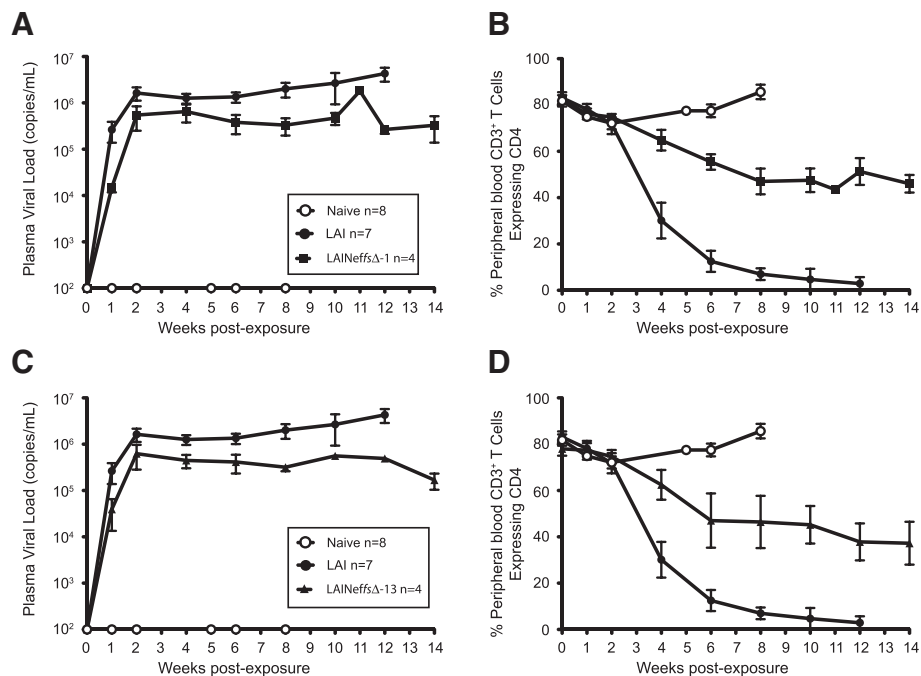 A
Plasma Viral Load (copies/mL)
10⁷
10⁶
10⁵
10⁴
10³
10²
Naive n=8
LAI n=7
LAINeffsΔ-1 n=4
0 1 2 3 4 5 6 7 8 9 10 11 12 13 14
Weeks post-exposure
B
% Peripheral blood CD3⁺ T Cells
Expressing CD4
100
80
60
40
20
0
0 1 2 3 4 5 6 7 8 9 10 11 12 13 14
Weeks post-exposure
C
Plasma Viral Load (copies/mL)
10⁷
10⁶
10⁵
10⁴
10³
10²
Naive n=8
LAI n=7
LAINeffsΔ-13 n=4
0 1 2 3 4 5 6 7 8 9 10 11 12 13 14
Weeks post-exposure
D
% Peripheral blood CD3⁺ T Cells
Expressing CD4
100
80
60
40
20
0
0 1 2 3 4 5 6 7 8 9 10 11 12 13 14
Weeks post-exposure